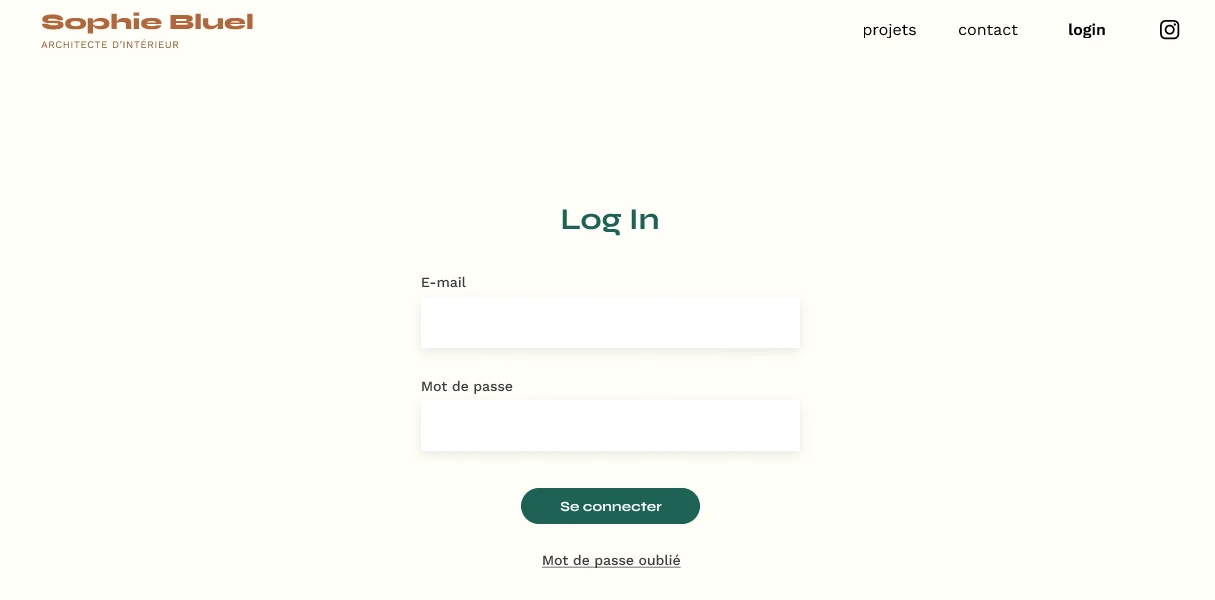 Sophie Bluel
ARCHITECTE D'INTÉRIEUR
projets contact login
Log In
E-mail
Mot de passe
Se connecter
Mot de passe oublié